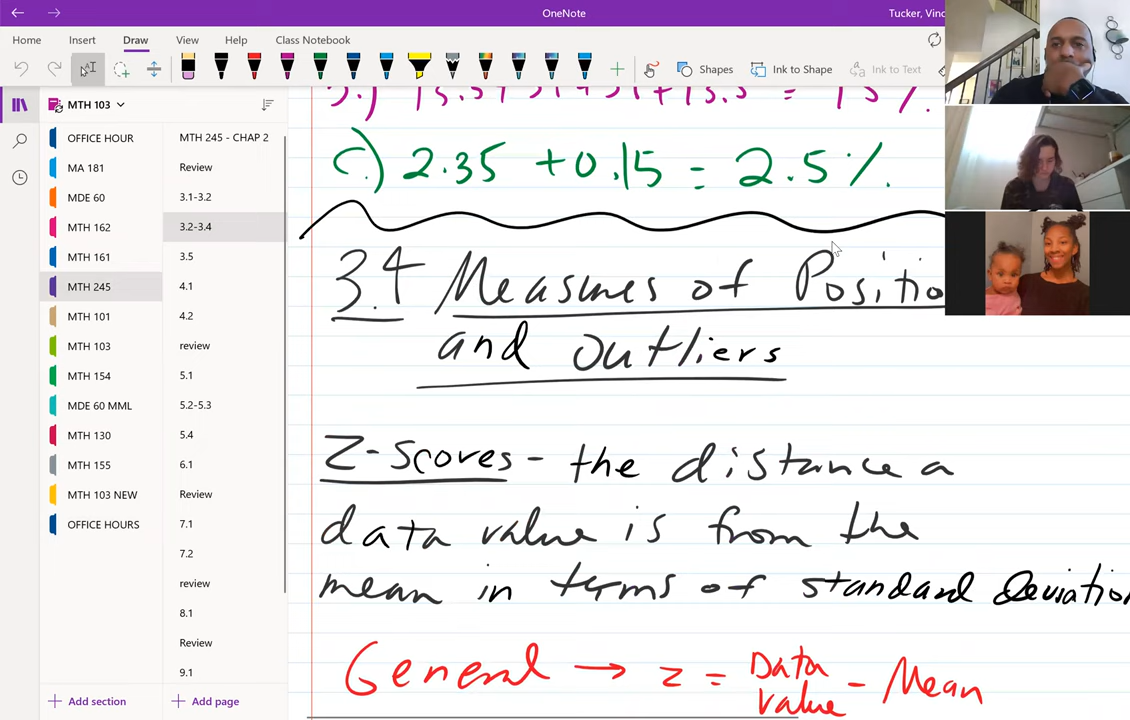 OneNote
Tucker, Vinc
Home Insert Draw View Help Class Notebook
Shapes Ink to Shape Ink to Text
MTH 103
OFFICE HOUR
MA 181
MDE 60
MTH 162
MTH 161
MTH 245
MTH 101
MTH 103
MTH 154
MDE 60 MML
MTH 130
MTH 155
MTH 103 NEW
OFFICE HOURS
Add section
MTH 245 - CHAP 2
Review
3.1-3.2
3.2-3.4
3.5
4.1
4.2
review
5.1
5.2-5.3
5.4
6.1
Review
7.1
7.2
review
8.1
Review
9.1
Add page
C.) 2.35 + 0.15 = 2.5 %.
3.4 Measures of Positio
and Outliers
Z-Scores - the distance a
data value is from the
mean in terms of standard Deviatio
General → z = Data value - Mean